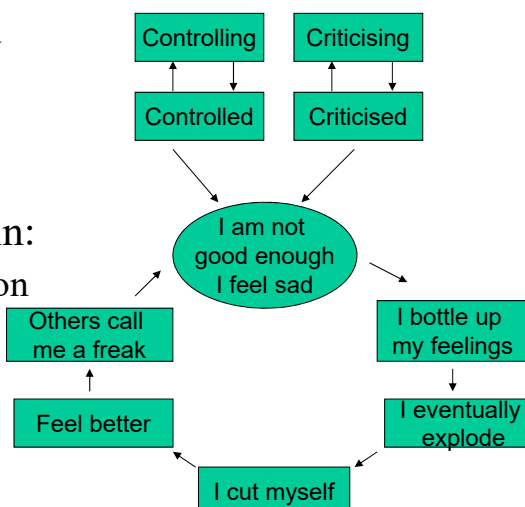 Controlling
Criticising
Controlled
Criticised
I am not
good enough
I feel sad
on
Others call
me a freak
I bottle up
my feelings
Feel better
I eventually
explode
I cut myself